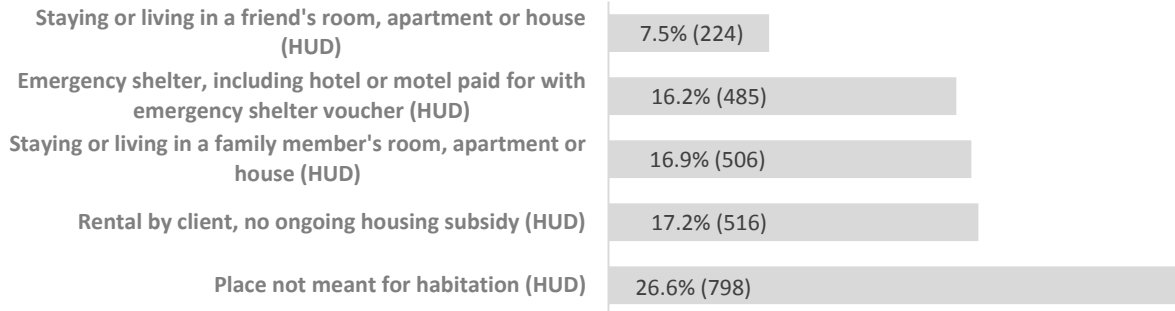 Staying or living in a friend's room, apartment or house
(HUD)
7.5% (224)
Emergency shelter, including hotel or motel paid for with
emergency shelter voucher (HUD)
16.2% (485)
Staying or living in a family member's room, apartment or
house (HUD)
16.9% (506)
Rental by client, no ongoing housing subsidy (HUD)
17.2% (516)
Place not meant for habitation (HUD)
26.6% (798)